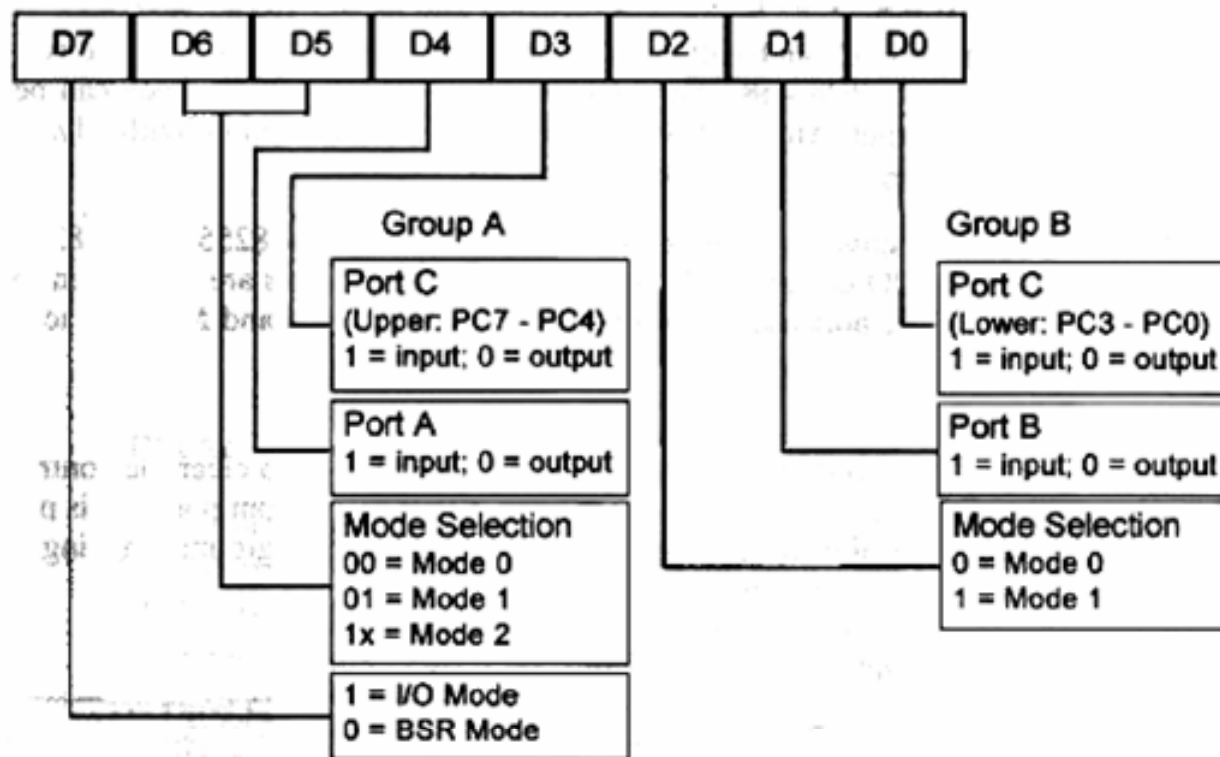 D7 D6 D5 D4 D3 D2 D1 D0
Group A
Port C
(Upper: PC7 - PC4)
1 = input; 0 = output
Port A
1 = input; 0 = output
Mode Selection
00 = Mode 0
01 = Mode 1
1x = Mode 2
1 = I/O Mode
0 = BSR Mode
Group B
Port C
(Lower: PC3 - PC0)
1 = input; 0 = output
Port B
1 = input; 0 = output
Mode Selection
0 = Mode 0
1 = Mode 1